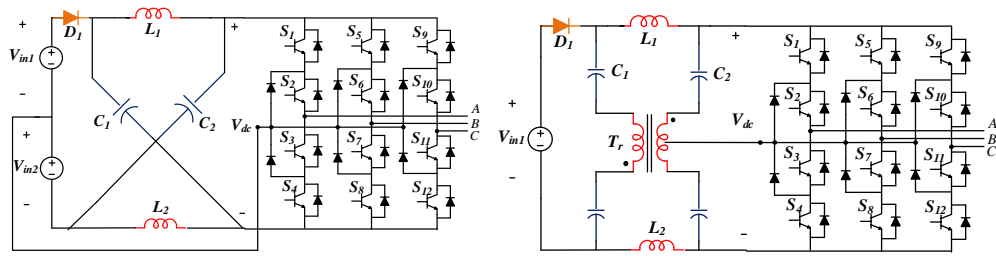 D1
L1
+
S1
S5
S9
+
Vin1
−
C1
C2
S2
S6
S10
A
B
C
Vdc
+
Vin2
−
S3
S7
S11
S4
S8
S12
L2
−
D1
L1
+
S1
S5
S9
C1
C2
S2
S6
S10
+
Vin1
−
Tr
Vdc
A
B
C
S3
S7
S11
S4
S8
S12
L2
−